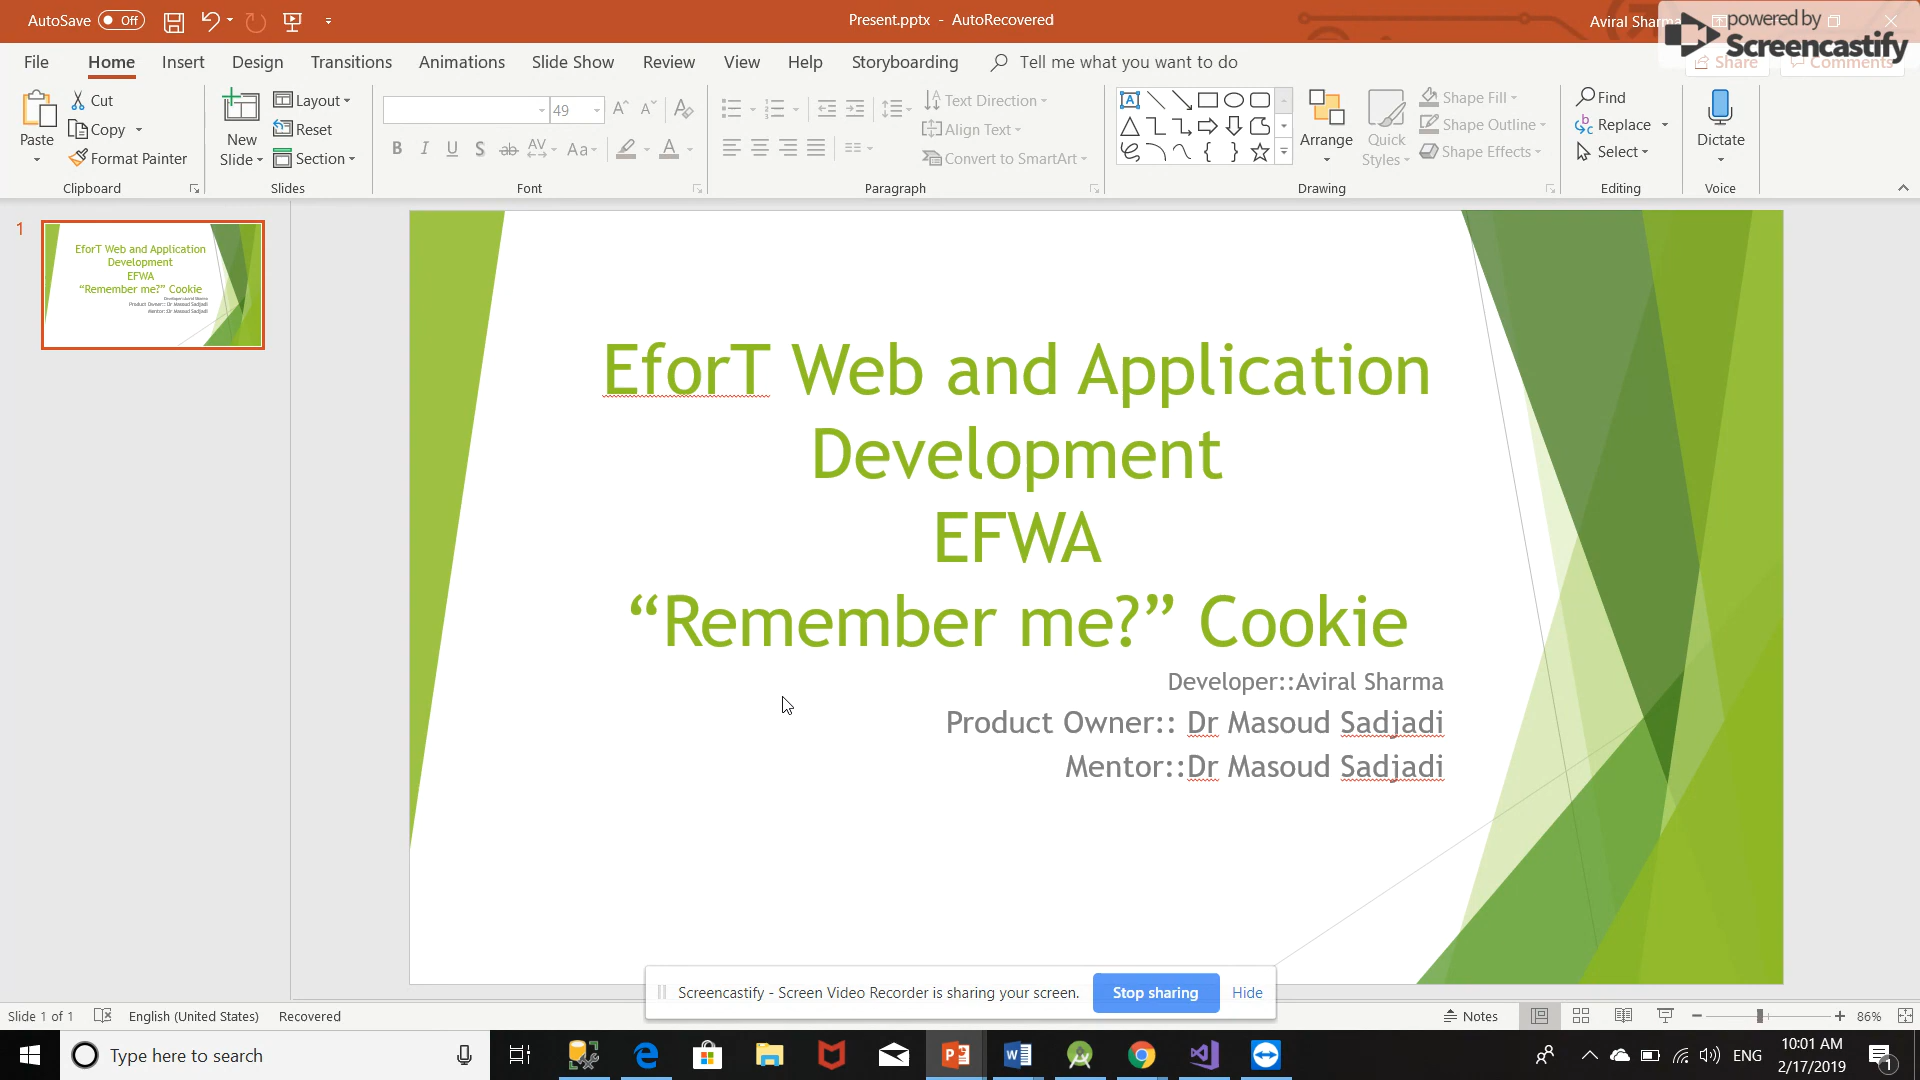 AutoSave Off
Present.pptx - AutoRecovered
Aviral Sharma
powered by
Screencastify
File Home Insert Design Transitions Animations Slide Show Review View Help Storyboarding Tell me what you want to do
Share Comments
Paste
Cut
Copy
Format Painter
Clipboard
New
Slide
Layout
Reset
Section
Slides
49
B I U S ab AV Aa A
Font
Text Direction
Align Text
Convert to SmartArt
Paragraph
Arrange
Quick
Styles
Shape Fill
Shape Outline
Shape Effects
Drawing
Find
Replace
Select
Editing
Dictate
Voice
1
EforT Web and Application
Development
EFWA
“Remember me?” Cookie
Developer::Aviral Sharma
Product Owner:: Dr Masoud Sadjadi
Mentor::Dr Masoud Sadjadi
EforT Web and Application
Development
EFWA
“Remember me?” Cookie
Developer::Aviral Sharma
Product Owner:: Dr Masoud Sadjadi
Mentor::Dr Masoud Sadjadi
Screencastify - Screen Video Recorder is sharing your screen.
Stop sharing
Hide
Slide 1 of 1
English (United States)
Recovered
Notes
86%
Type here to search
ENG
10:01 AM
2/17/2019
1